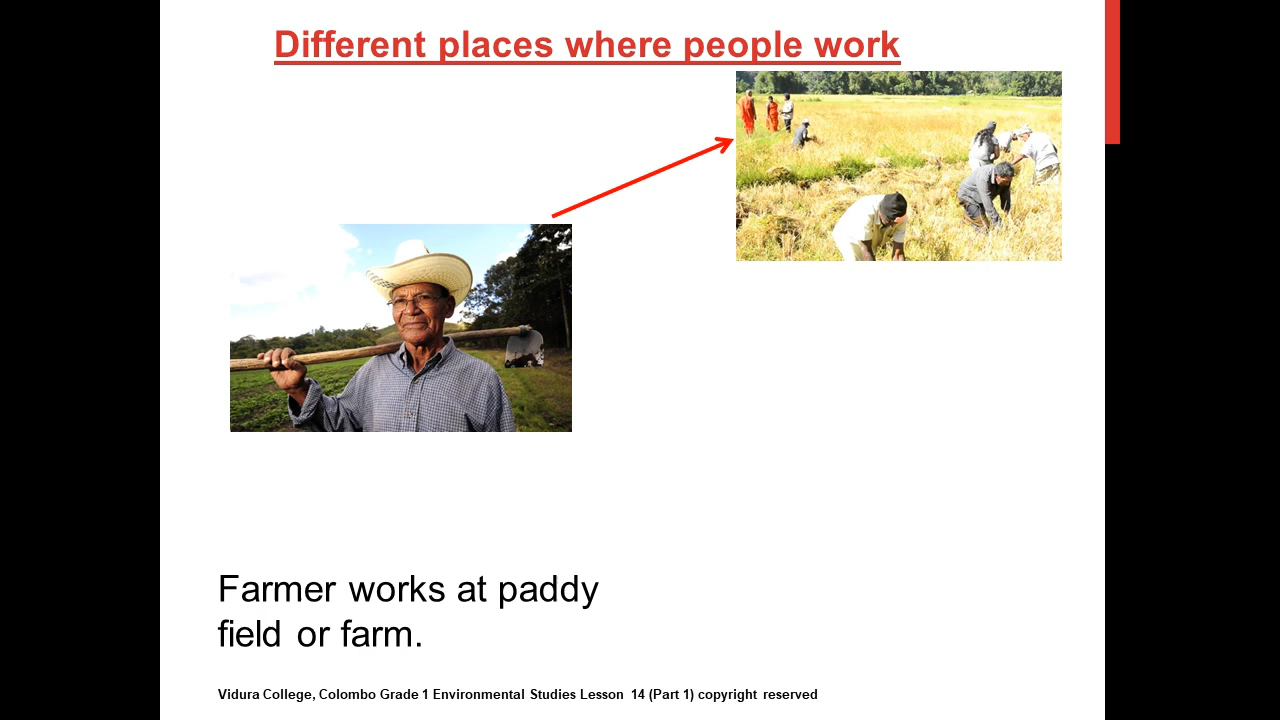 Different places where people work
Farmer works at paddy
field or farm.
Vidura College, Colombo Grade 1 Environmental Studies Lesson 14 (Part 1) copyright reserved